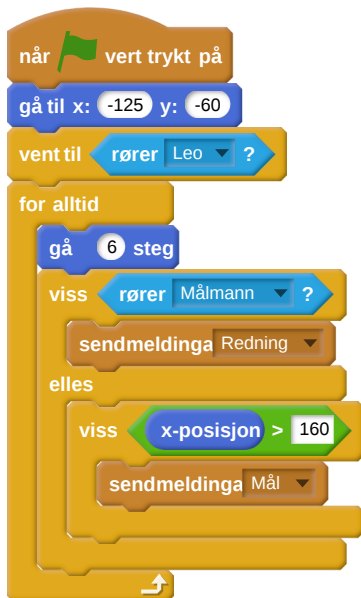 når vert trykt på
gå til x: -125 y: -60
vent til rører Leo ?
for alltid
gå 6 steg
viss rører Målmann ?
sendmeldinga Redning
elles
viss x-posisjon > 160
sendmeldinga Mål